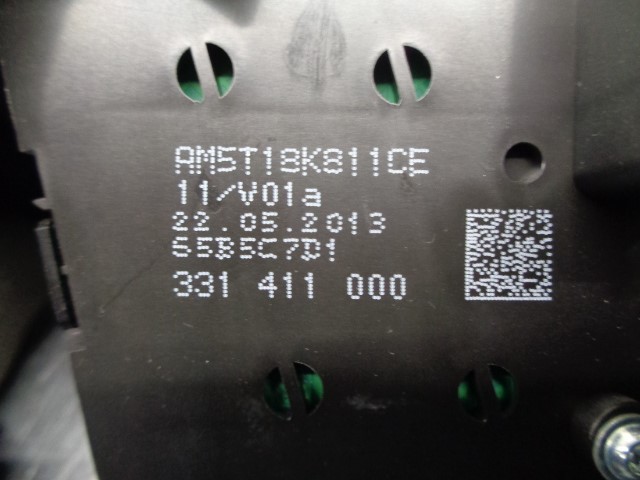 AM5T18K811CE
11/V01a
22.05.2013
65B5C7D1
331 411 000